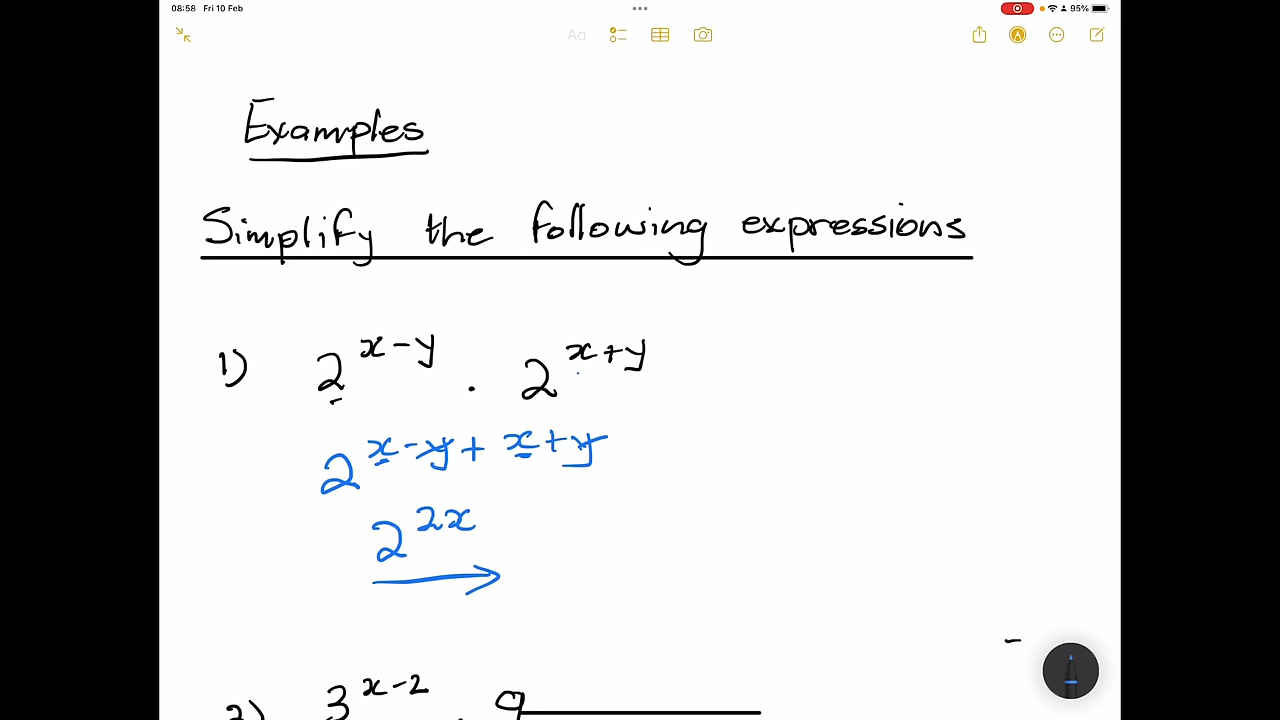 08:58 Fri 10 Feb 95%
Aa
Examples
Simplify the following expressions
1) 2^{x-y} . 2^{x+y}
2^{x-y+x+y}
2^{2x}
3^{x-2} . 9